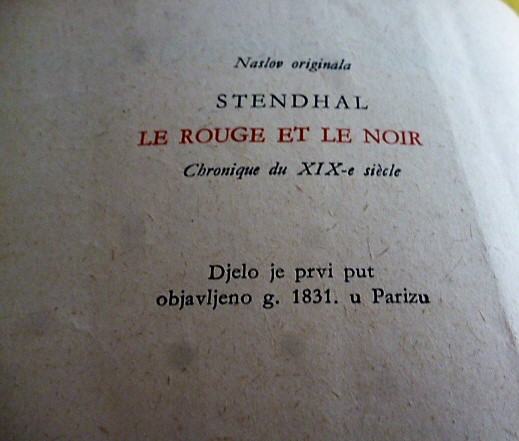 Naslov originala
STENDHAL
LE ROUGE ET LE NOIR
Chronique du XIX-e siècle
Djelo je prvi put
objavljeno g. 1831. u Parizu